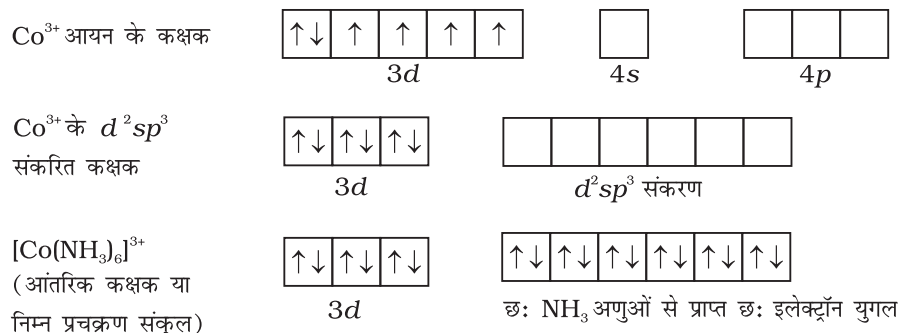 Co³⁺ आयन के कक्षक ↑↓ ↑ ↑ ↑ ↑
3d 4s 4p
Co³⁺ के d²sp³
संकरित कक्षक ↑↓ ↑↓ ↑↓
3d d²sp³ संकरण
[Co(NH₃)₆]³⁺ ↑↓ ↑↓ ↑↓ ↑↓ ↑↓ ↑↓ ↑↓ ↑↓ ↑↓
(आंतरिक कक्षक या
निम्न प्रचक्रण संकुल) 3d छ: NH₃ अणुओं से प्राप्त छ: इलेक्ट्रॉन युगल